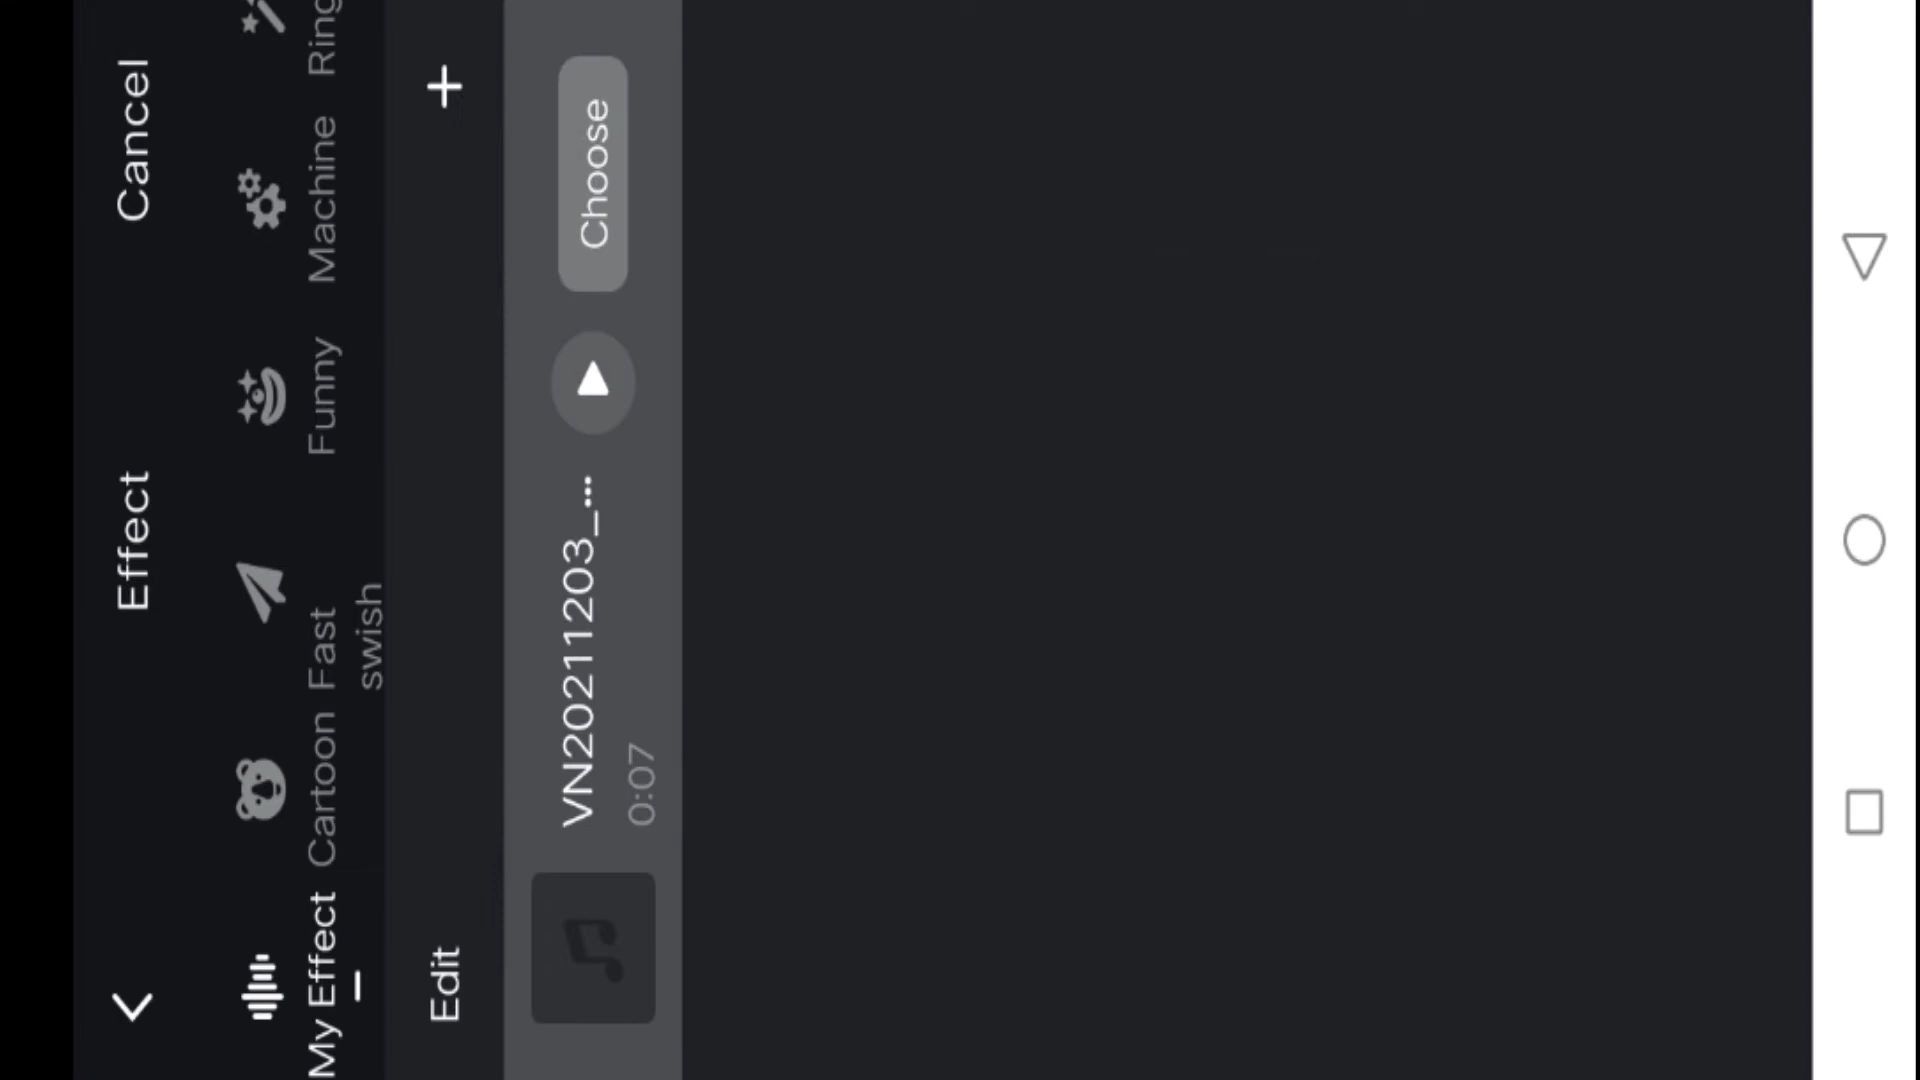 Effect
Cancel
My Effect
Cartoon
Fast
swish
Funny
Machine
Ring
Edit
VN20211203_...
0:07
Choose